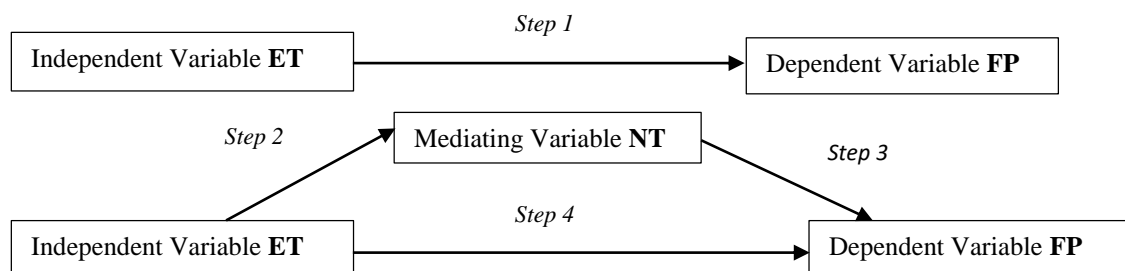 Step 1
Independent Variable ET
Dependent Variable FP
Step 2
Mediating Variable NT
Step 3
Step 4
Independent Variable ET
Dependent Variable FP